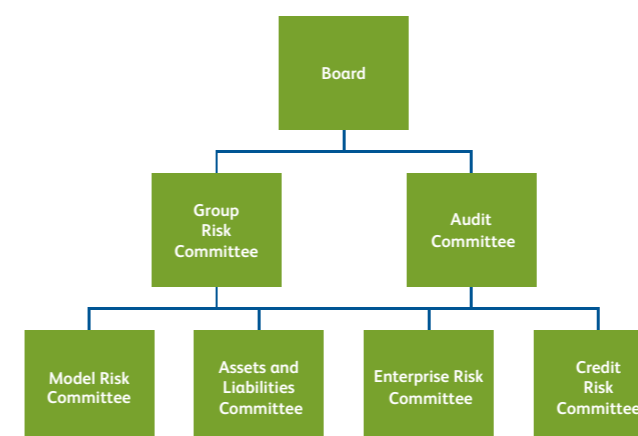 Board
Group
Risk
Committee
Audit
Committee
Model Risk
Committee
Assets and
Liabilities
Committee
Enterprise Risk
Committee
Credit
Risk
Committee